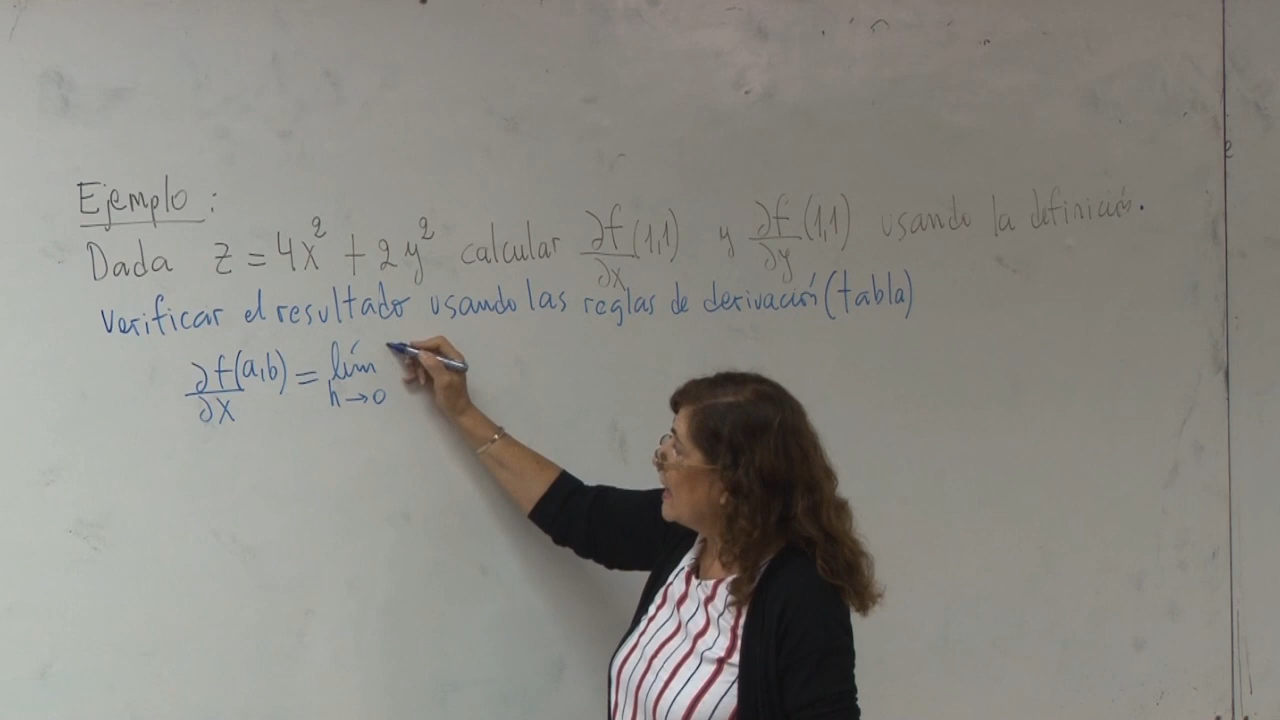 Ejemplo:
Dada z = 4x² + 2y² calcular ∂f/∂x (1,1) y ∂f/∂y (1,1) usando la definición.
Verificar el resultado usando las reglas de derivación (tabla)
∂f(a,b)/∂x = lím h→0